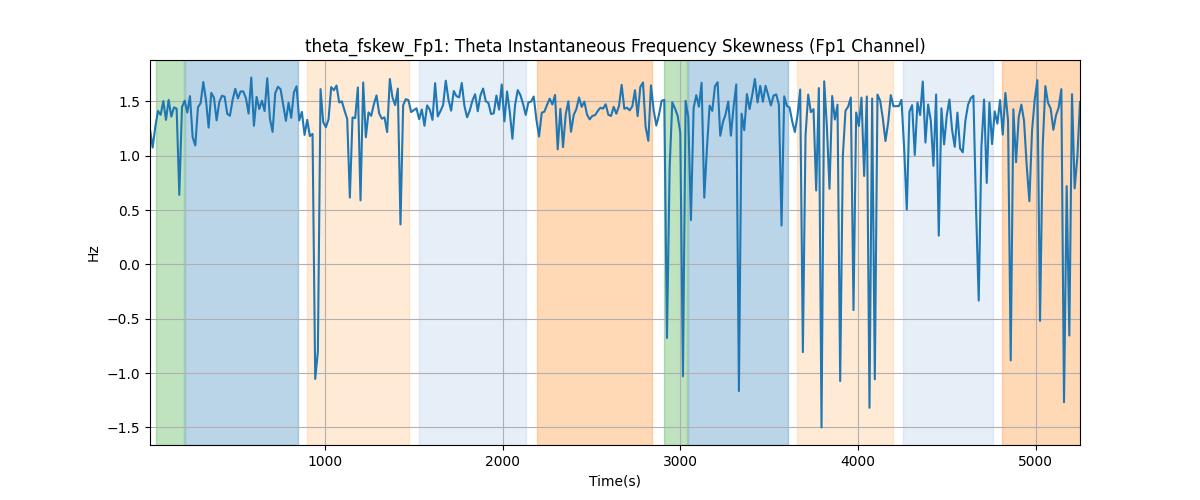 theta_fskew_Fp1: Theta Instantaneous Frequency Skewness (Fp1 Channel)
1.5
1.0
0.5
0.0
−0.5
−1.0
−1.5
Hz
1000 2000 3000 4000 5000
Time(s)